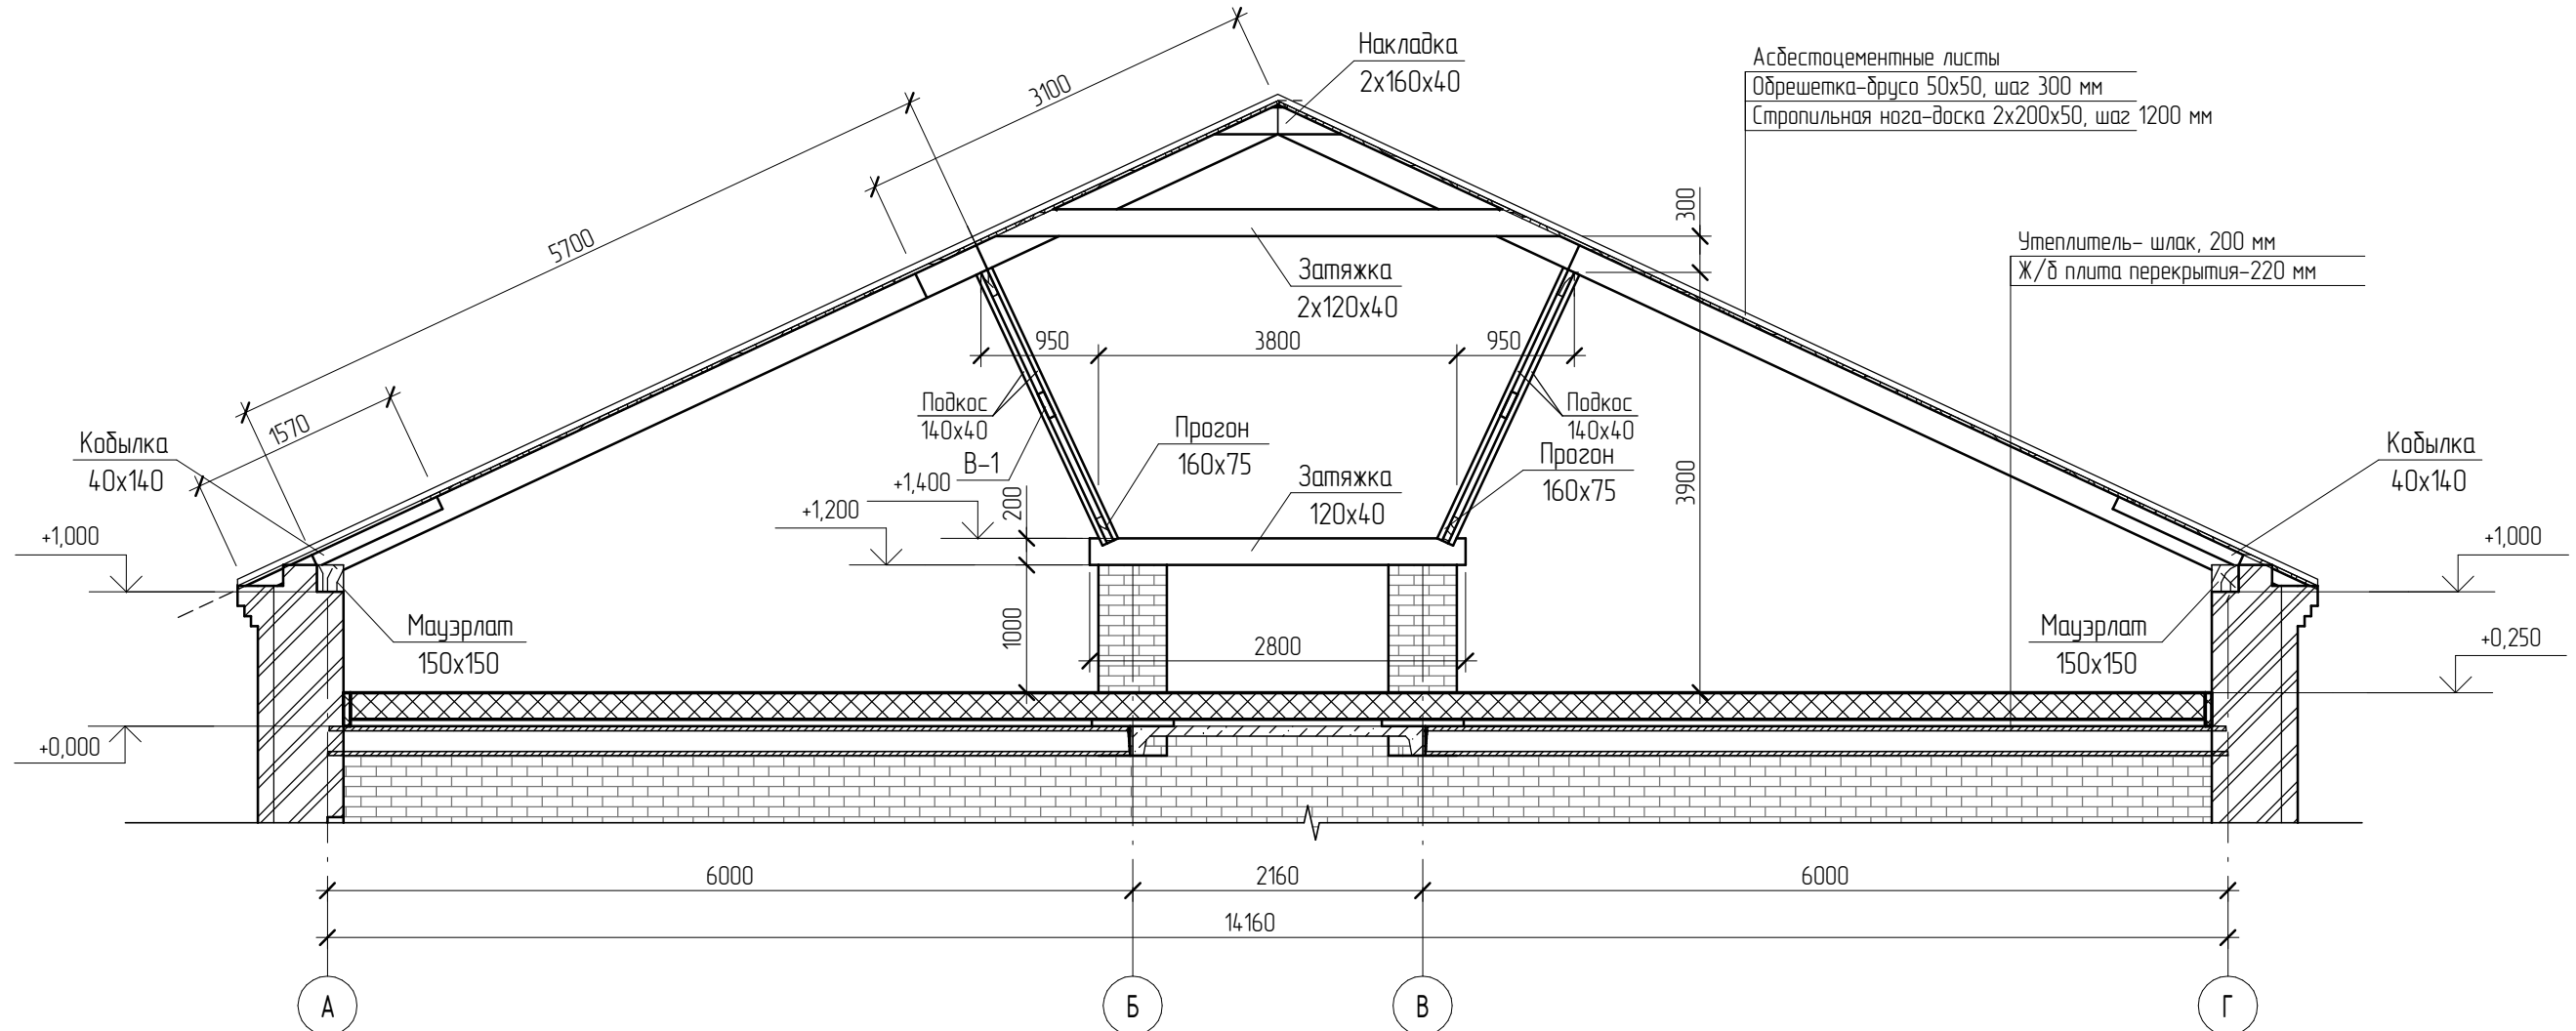 Накладка
2х160х40
Асбестоцементные листы
Обрешетка-брусо 50х50, шаг 300 мм
Стропильная нога-доска 2х200х50, шаг 1200 мм
3100
5700
1570
300
Утеплитель- шлак, 200 мм
Ж/б плита перекрытия-220 мм
Затяжка
2х120х40
950
3800
950
Подкос
140х40
Подкос
140х40
Прогон
160х75
Прогон
160х75
В-1
Кобылка
40х140
Кобылка
40х140
+1,400
+1,200
200
Затяжка
120х40
3900
+1,000
+1,000
Мауэрлат
150х150
1000
2800
Мауэрлат
150х150
+0,250
+0,000
6000
2160
6000
14160
А
Б
В
Г